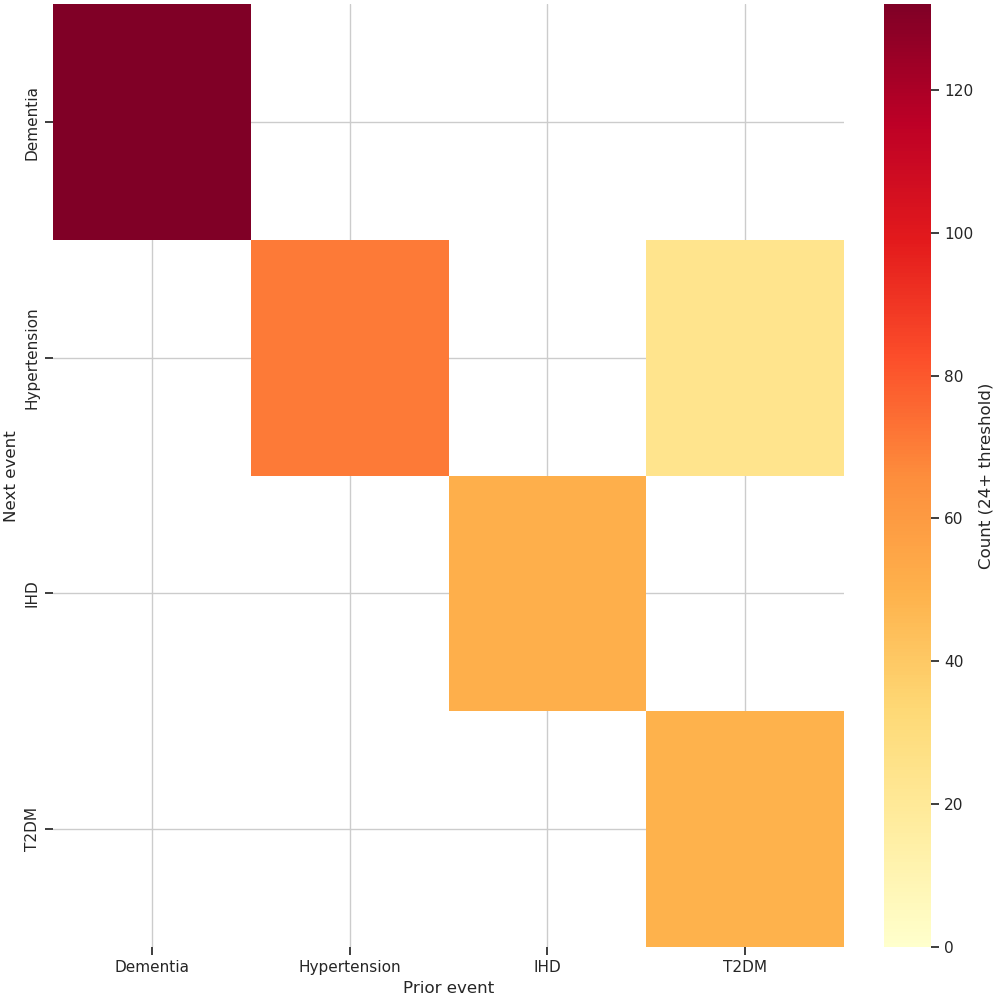 Dementia
Hypertension
IHD
T2DM
Next event
Dementia
Hypertension
IHD
T2DM
Prior event
120
100
80
60
40
20
0
Count (24+ threshold)